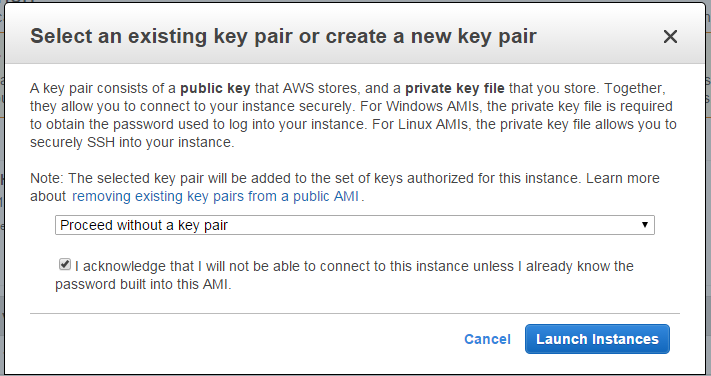 Select an existing key pair or create a new key pair
A key pair consists of a public key that AWS stores, and a private key file that you store. Together,
they allow you to connect to your instance securely. For Windows AMIs, the private key file is required
to obtain the password used to log into your instance. For Linux AMIs, the private key file allows you to
securely SSH into your instance.
Note: The selected key pair will be added to the set of keys authorized for this instance. Learn more
about removing existing key pairs from a public AMI.
Proceed without a key pair
I acknowledge that I will not be able to connect to this instance unless I already know the
password built into this AMI.
Cancel Launch Instances